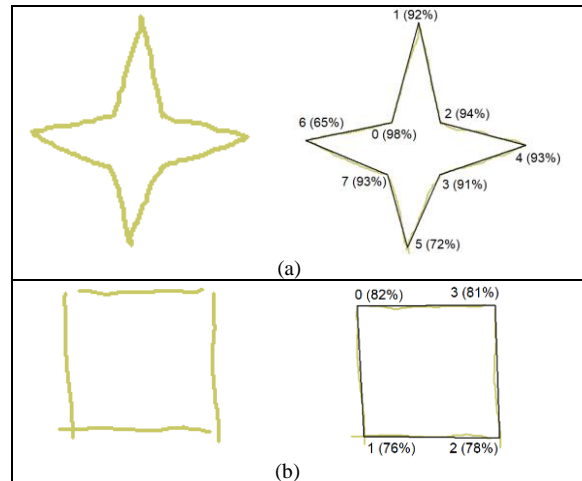 1 (92%)
2 (94%)
6 (65%)
0 (98%)
4 (93%)
7 (93%)
3 (91%)
5 (72%)
(a)
0 (82%) 3 (81%)
1 (76%) 2 (78%)
(b)